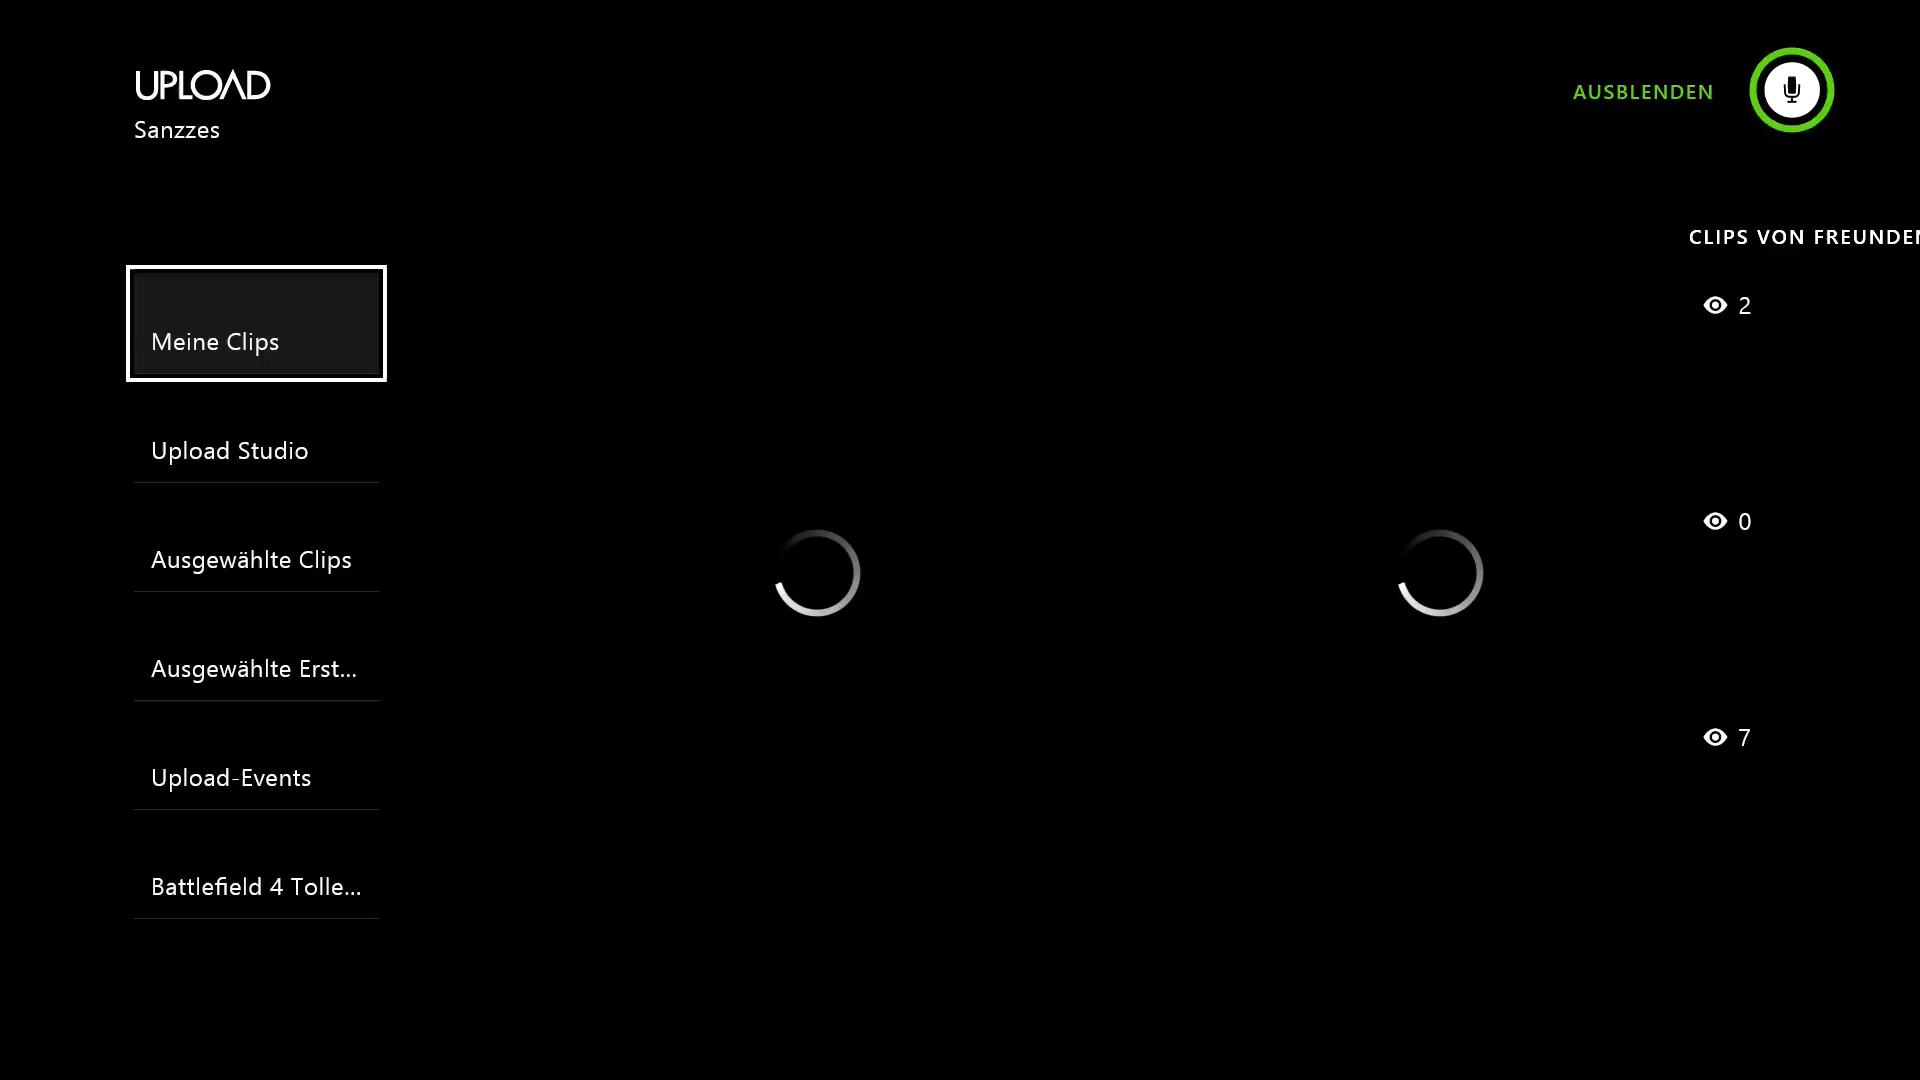 UPLOAD
Sanzzes
AUSBLENDEN
Meine Clips
Upload Studio
Ausgewählte Clips
Ausgewählte Erst...
Upload-Events
Battlefield 4 Tolle...
CLIPS VON FREUNDEN
2
0
7